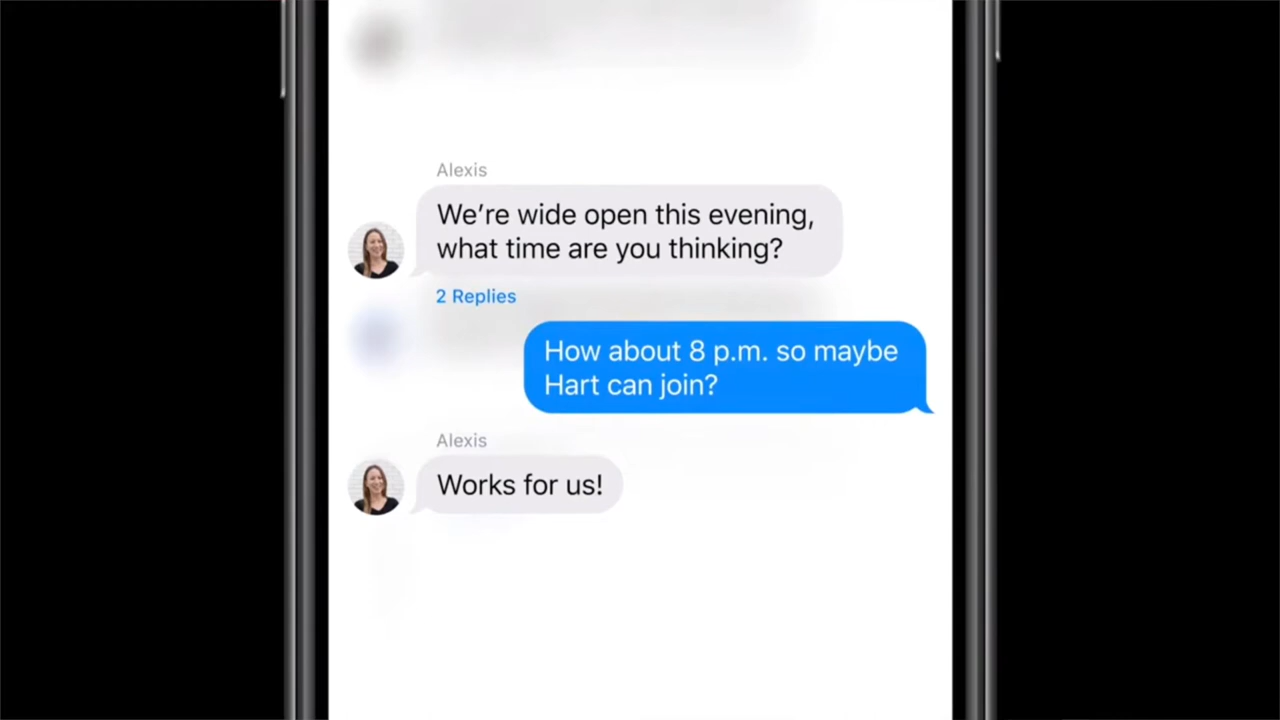 Alexis
We’re wide open this evening,
what time are you thinking?
2 Replies
How about 8 p.m. so maybe
Hart can join?
Alexis
Works for us!